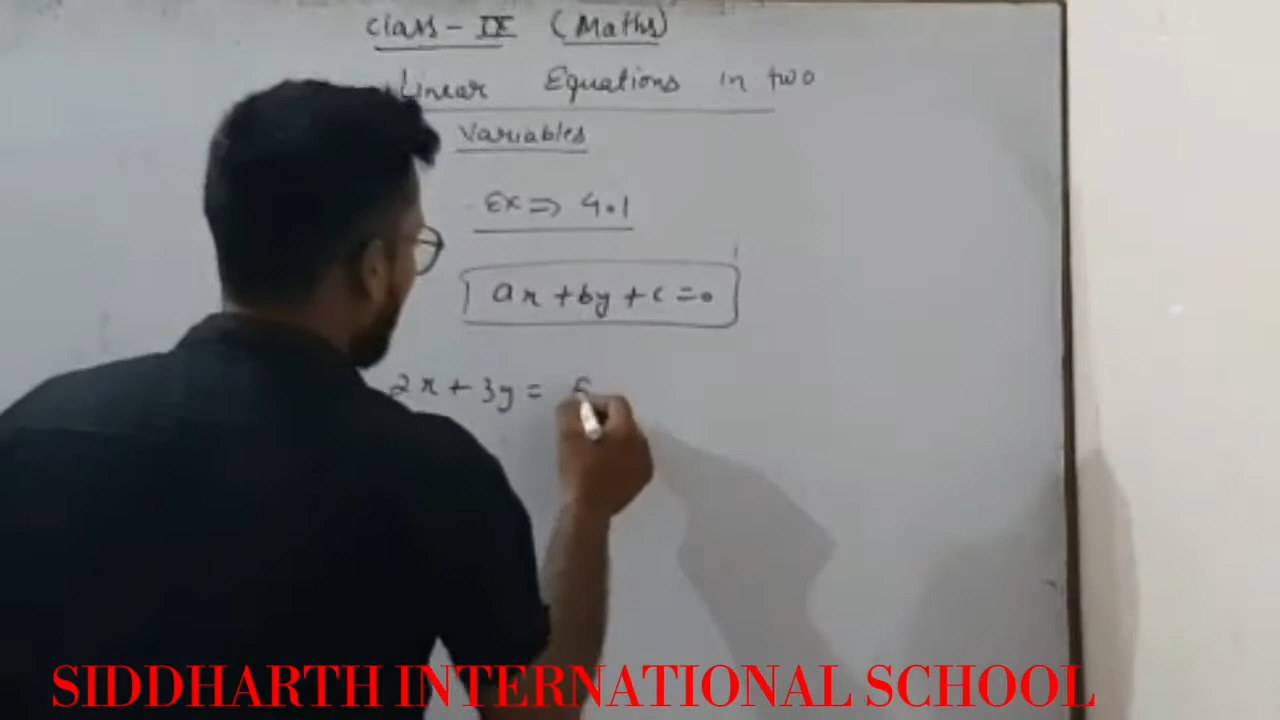 Class - IX (Maths)
Linear Equations in two
Variables
Ex => 4.1
ax + by + c = 0
2x + 3y =
SIDDHARTH INTERNATIONAL SCHOOL